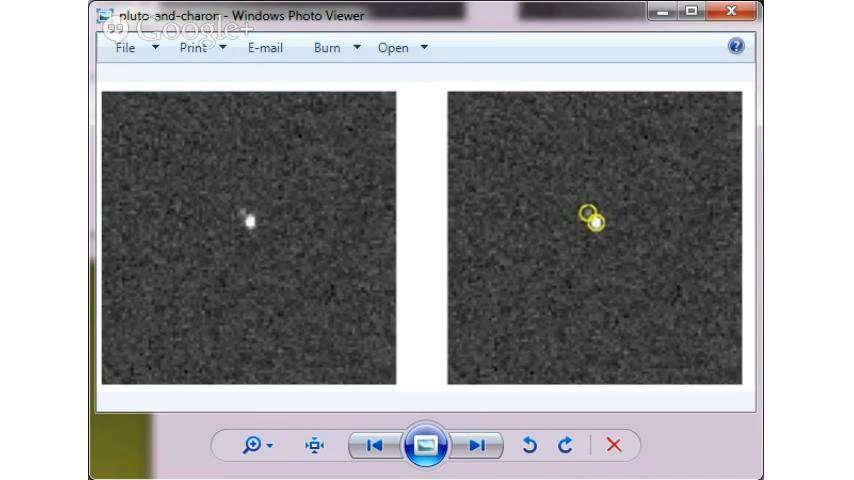 pluto-and-charon - Windows Photo Viewer
Google+
File Print E-mail Burn Open